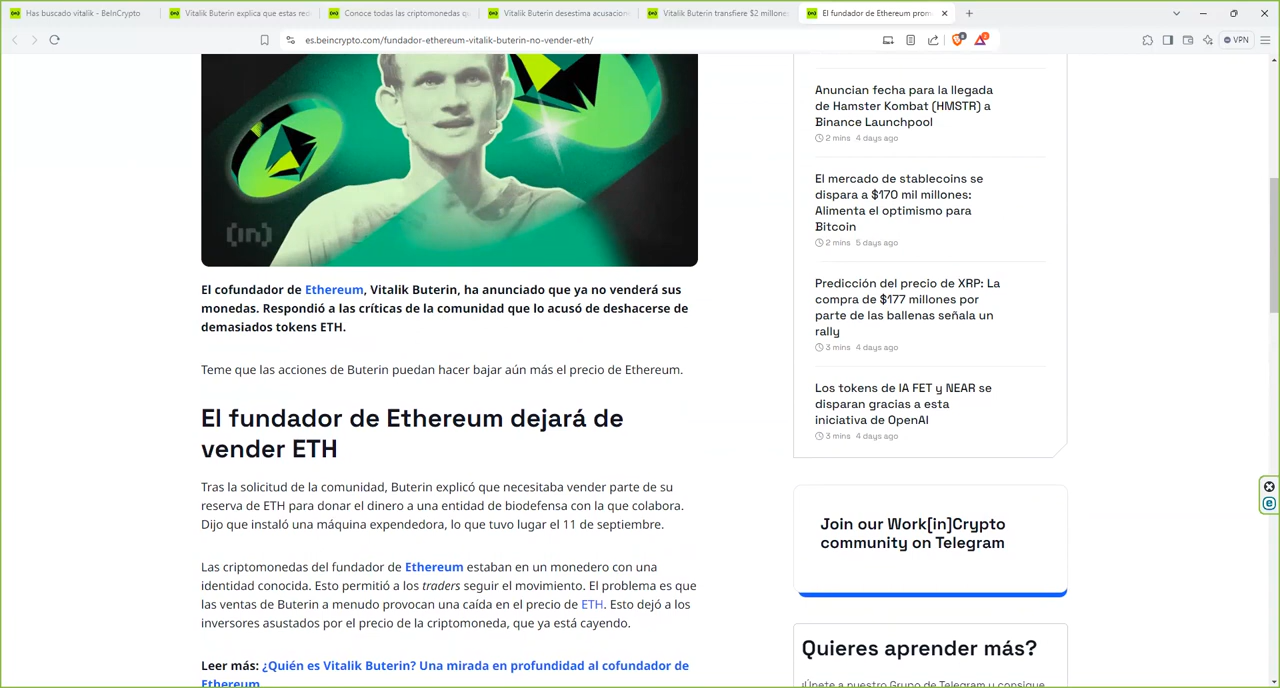 Has buscado vitalik - BeInCrypto
Vitalik Buterin explica que estas red
Conoce todas las criptomonedas qu
Vitalik Buterin desestima acusacion
Vitalik Buterin transfiere $2 millones
El fundador de Ethereum prom
es.beincrypto.com/fundador-ethereum-vitalik-buterin-no-vender-eth/
VPN
(in)
El cofundador de Ethereum, Vitalik Buterin, ha anunciado que ya no venderá sus
monedas. Respondió a las críticas de la comunidad que lo acusó de deshacerse de
demasiados tokens ETH.
Teme que las acciones de Buterin puedan hacer bajar aún más el precio de Ethereum.
El fundador de Ethereum dejará de
vender ETH
Tras la solicitud de la comunidad, Buterin explicó que necesitaba vender parte de su
reserva de ETH para donar el dinero a una entidad de biodefensa con la que colabora.
Dijo que instaló una máquina expendedora, lo que tuvo lugar el 11 de septiembre.
Las criptomonedas del fundador de Ethereum estaban en un monedero con una
identidad conocida. Esto permitió a los traders seguir el movimiento. El problema es que
las ventas de Buterin a menudo provocan una caída en el precio de ETH. Esto dejó a los
inversores asustados por el precio de la criptomoneda, que ya está cayendo.
Leer más: ¿Quién es Vitalik Buterin? Una mirada en profundidad al cofundador de
Ethereum
Anuncian fecha para la llegada
de Hamster Kombat (HMSTR) a
Binance Launchpool
2 mins 4 days ago
El mercado de stablecoins se
dispara a $170 mil millones:
Alimenta el optimismo para
Bitcoin
2 mins 5 days ago
Predicción del precio de XRP: La
compra de $177 millones por
parte de las ballenas señala un
rally
3 mins 4 days ago
Los tokens de IA FET y NEAR se
disparan gracias a esta
iniciativa de OpenAI
3 mins 4 days ago
Join our Work[in]Crypto
community on Telegram
Quieres aprender más?
¡Únete a nuestro Grupo de Telegram y consigue